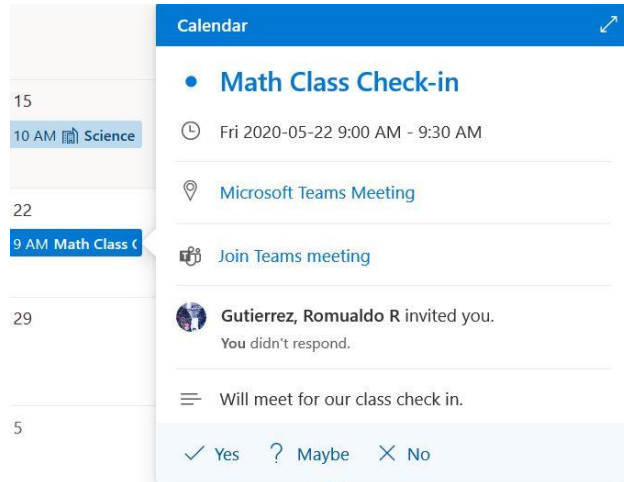 Calendar
Math Class Check-in
15
Fri 2020-05-22 9:00 AM - 9:30 AM
10 AM Science
Microsoft Teams Meeting
22
9 AM Math Class
Join Teams meeting
29
Gutierrez, Romualdo R invited you.
You didn't respond.
Will meet for our class check in.
5
Yes ? Maybe No